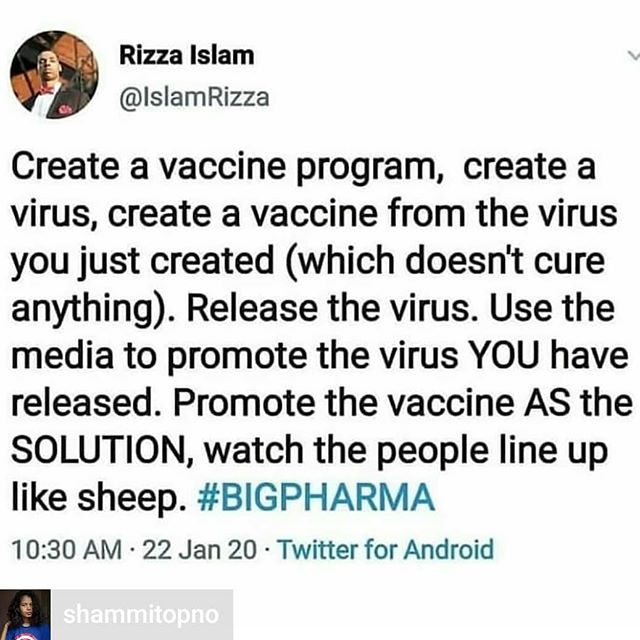 Rizza Islam
@IslamRizza
Create a vaccine program,  create a
virus, create a vaccine from the virus
you just created (which doesn't cure
anything). Release the virus. Use the
media to promote the virus YOU have
released. Promote the vaccine AS the
SOLUTION, watch the people line up
like sheep. #BIGPHARMA
10:30 AM · 22 Jan 20 · Twitter for Android
shammitopno